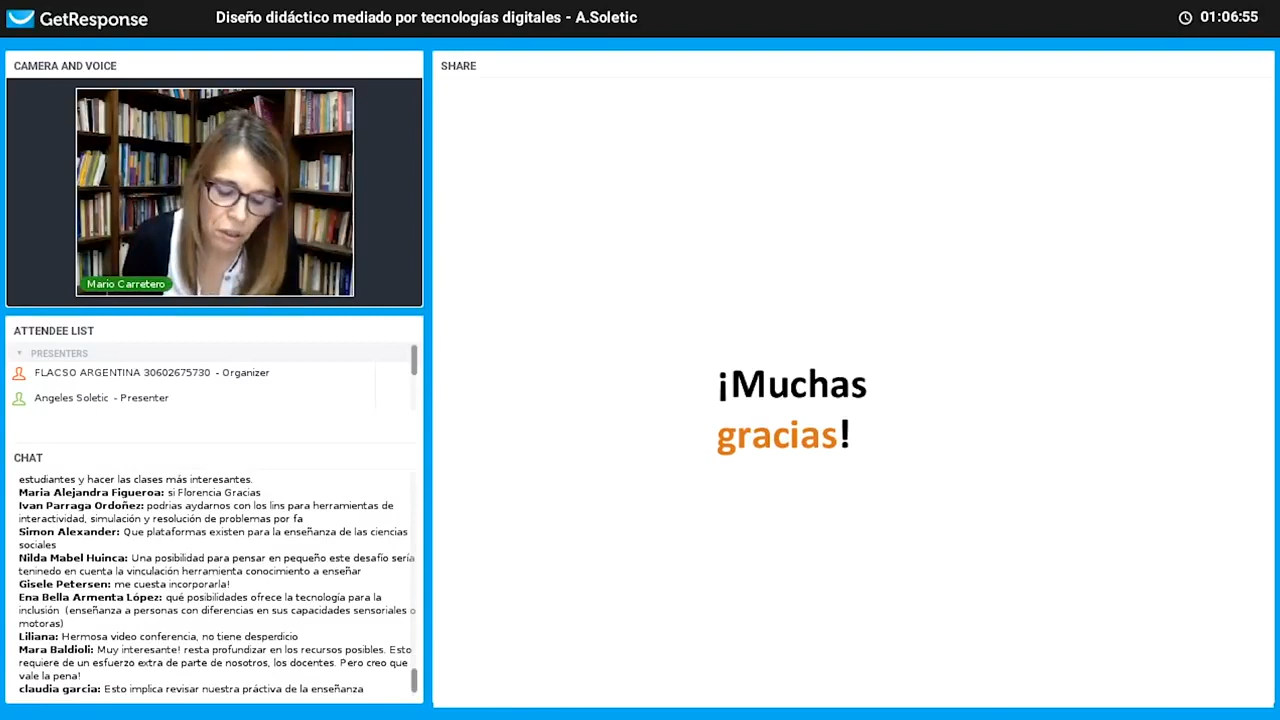 GetResponse
Diseño didáctico mediado por tecnologías digitales - A.Soletic
01:06:55
CAMERA AND VOICE
Mario Carretero
ATTENDEE LIST
PRESENTERS
FLACSO ARGENTINA 30602675730 - Organizer
Angeles Soletic - Presenter
CHAT
estudiantes y hacer las clases más interesantes.
Maria Alejandra Figueroa: si Florencia Gracias
Ivan Parraga Ordoñez: podrias aydarnos con los lins para herramientas de
interactividad, simulación y resolución de problemas por fa
Simon Alexander: Que plataformas existen para la enseñanza de las ciencias
sociales
Nilda Mabel Huinca: Una posibilidad para pensar en pequeño este desafío sería
teninedo en cuenta la vinculación herramienta conocimiento a enseñar
Gisele Petersen: me cuesta incorporarla!
Ena Bella Armenta López: qué posibilidades ofrece la tecnología para la
inclusión (enseñanza a personas con diferencias en sus capacidades sensoriales o
motoras)
Liliana: Hermosa video conferencia, no tiene desperdicio
Mara Baldioli: Muy interesante! resta profundizar en los recursos posibles. Esto
requiere de un esfuerzo extra de parte de nosotros, los docentes. Pero creo que
vale la pena!
claudia garcia: Esto implica revisar nuestra práctiva de la enseñanza
SHARE
¡Muchas
gracias!